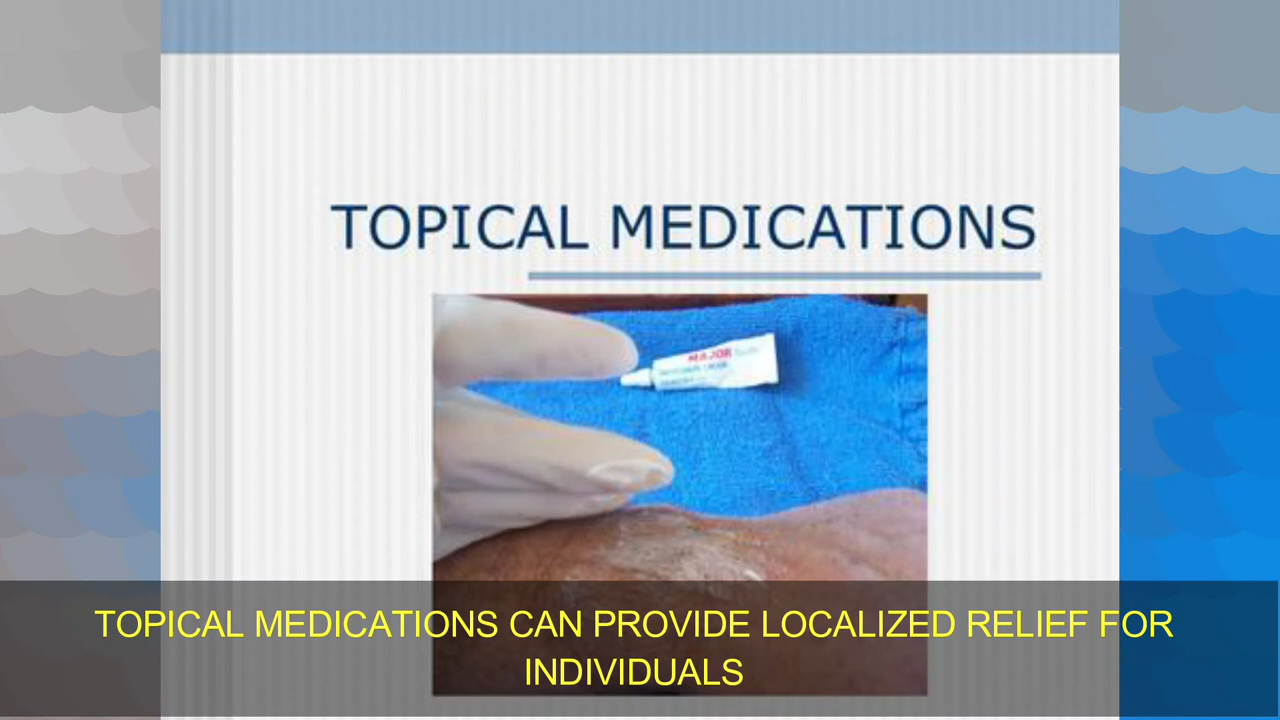 TOPICAL MEDICATIONS
MAJOR
TOPICAL MEDICATIONS CAN PROVIDE LOCALIZED RELIEF FOR
INDIVIDUALS